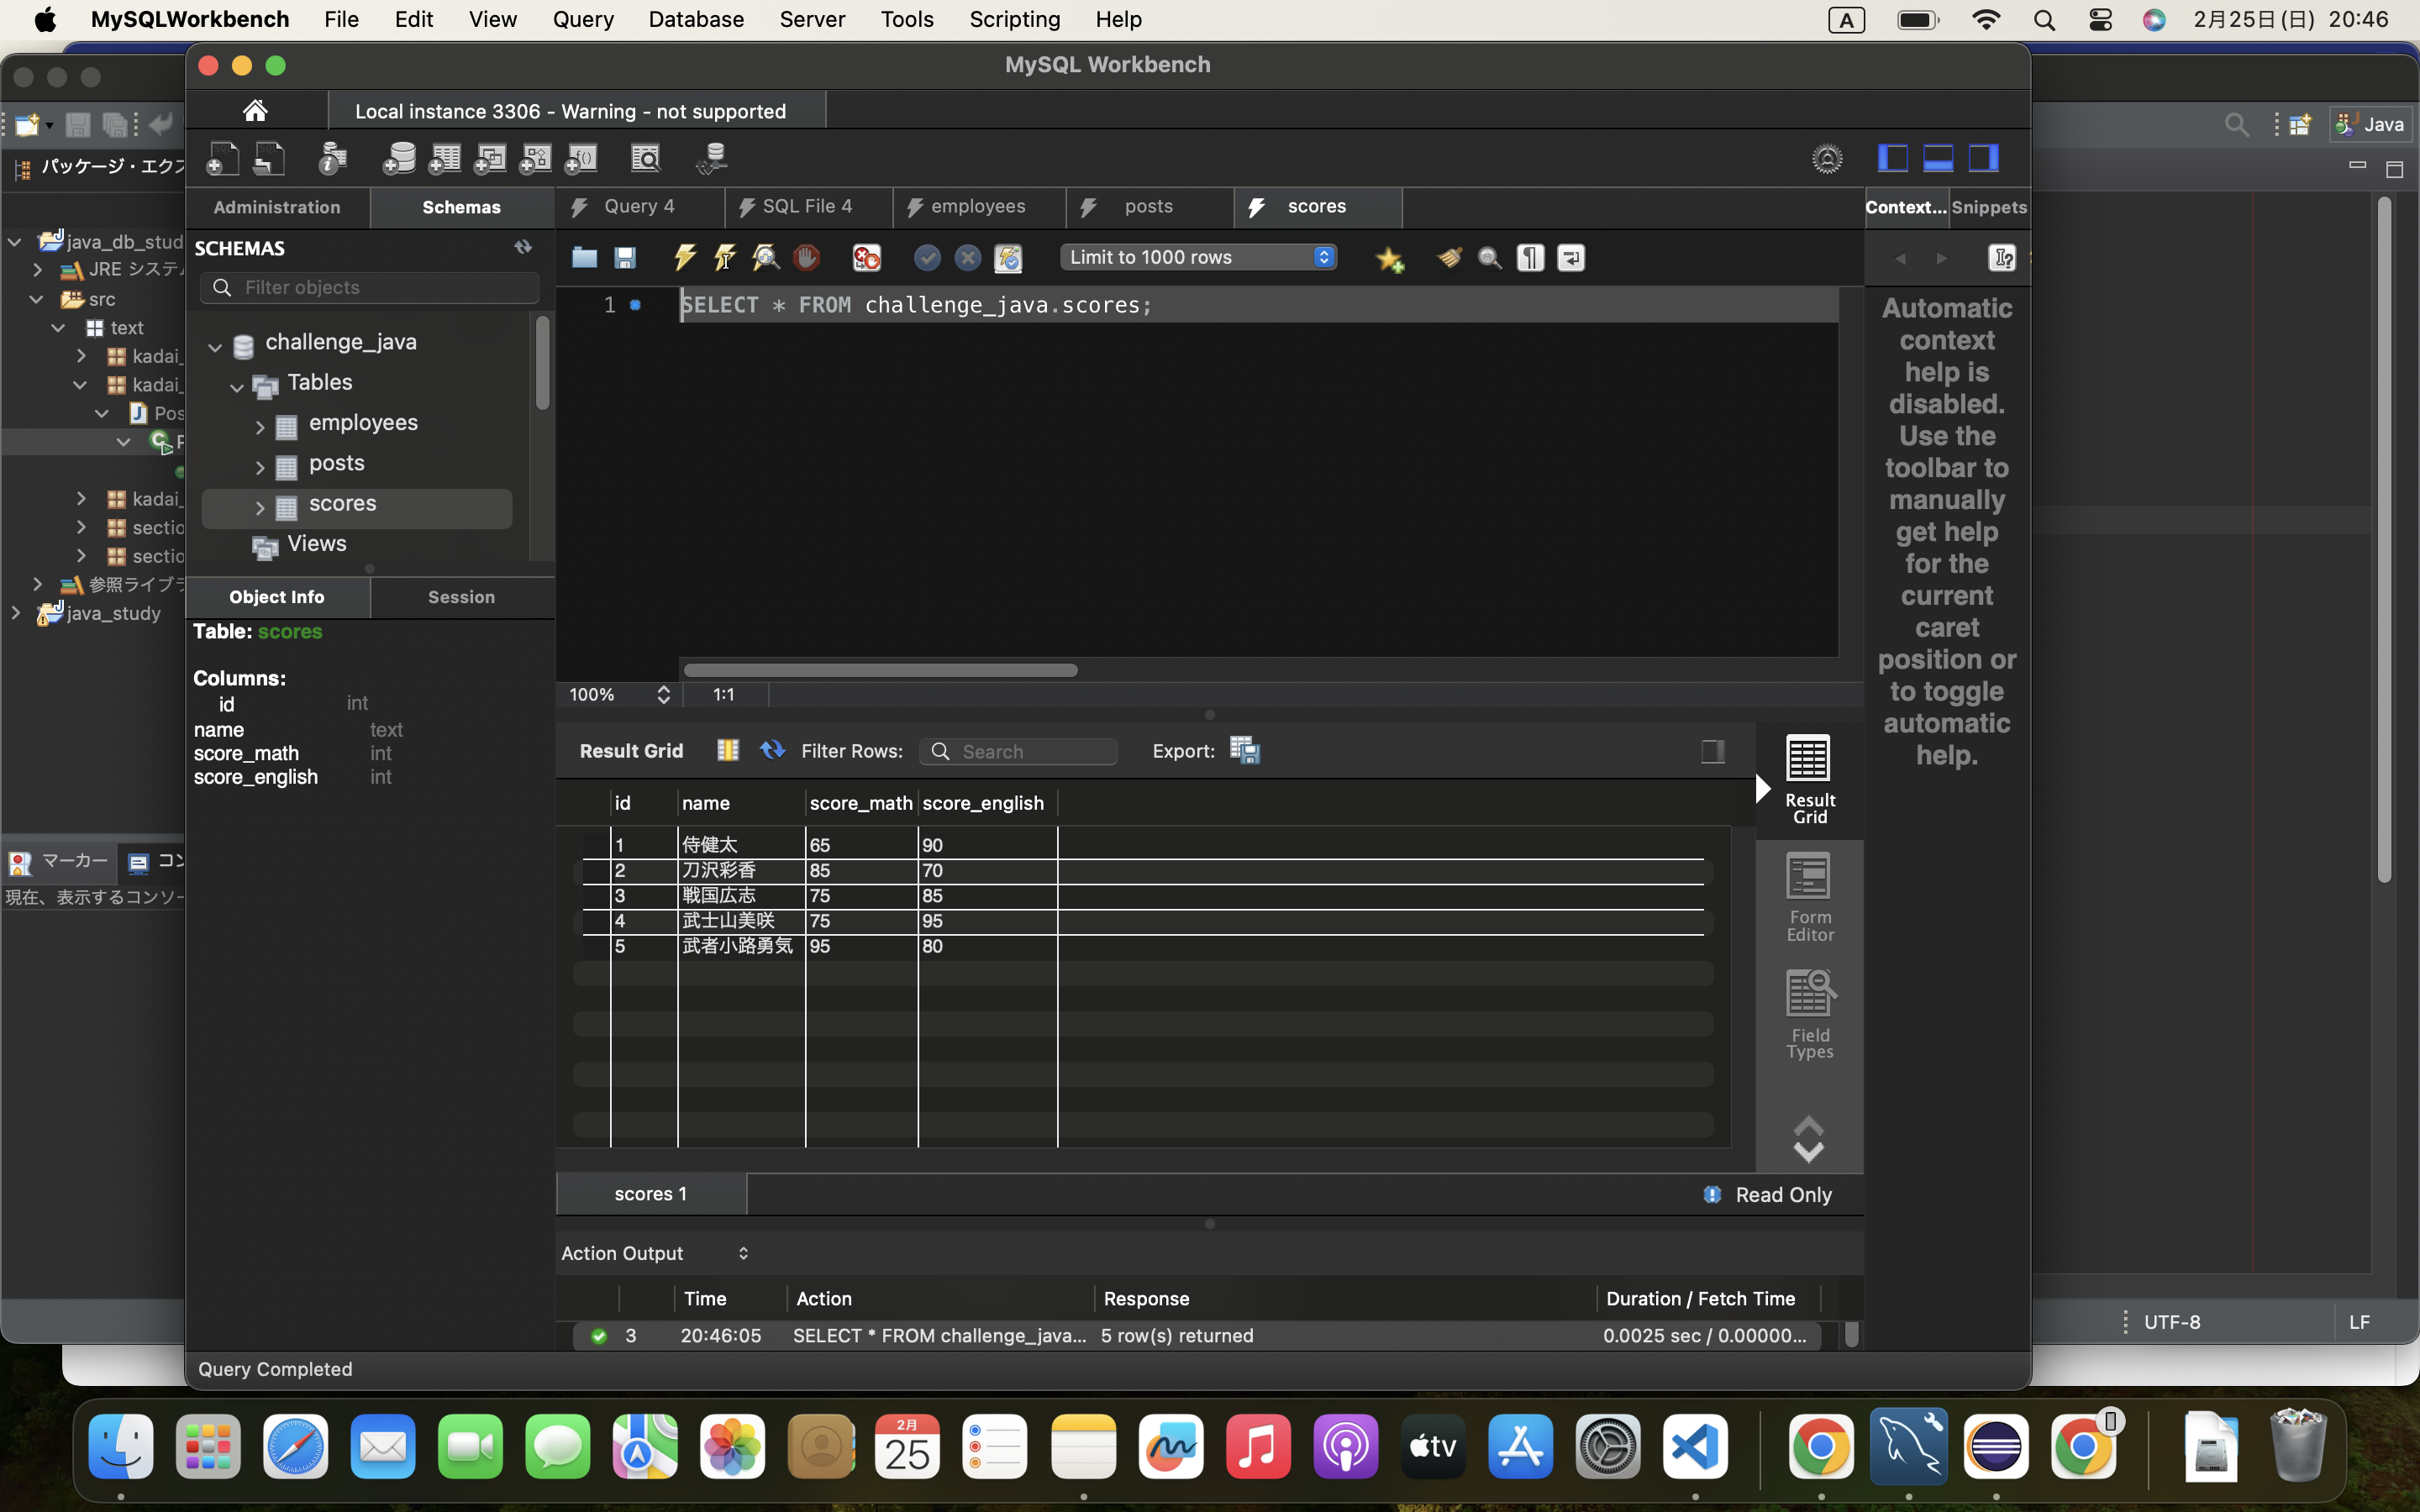 MySQLWorkbench File Edit View Query Database Server Tools Scripting Help A 2月25日(日) 20:46
MySQL Workbench
Local instance 3306 - Warning - not supported
Java
パッケージ・エクス
java_db_stud
JRE システム
src
text
kadai_
kadai_
Pos
kadai_
sectio
sectio
参照ライブラ
java_study
マーカー
コン
現在、表示するコンソー
Administration Schemas
SCHEMAS
Filter objects
challenge_java
Tables
employees
posts
scores
Views
Object Info Session
Table: scores
Columns:
id int
name text
score_math int
score_english int
Query 4 SQL File 4 employees posts scores
Limit to 1000 rows
1 SELECT * FROM challenge_java.scores;
100% 1:1
Context... Snippets
Automatic
context
help is
disabled.
Use the
toolbar to
manually
get help
for the
current
caret
position or
to toggle
automatic
help.
Result Grid Filter Rows: Search Export:
id name score_math score_english
1 侍健太 65 90
2 刀沢彩香 85 70
3 戦国広志 75 85
4 武士山美咲 75 95
5 武者小路勇気 95 80
Result
Grid
Form
Editor
Field
Types
scores 1 Read Only
Action Output
Time Action Response Duration / Fetch Time
3 20:46:05 SELECT * FROM challenge_java... 5 row(s) returned 0.0025 sec / 0.00000...
Query Completed
UTF-8 LF
2月
25
tv